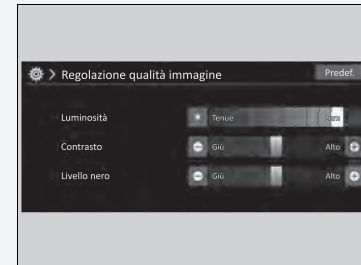 > Regolazione qualità immagine Predef.
Luminosità Tenue
Contrasto Giù Alto
Livello nero Giù Alto